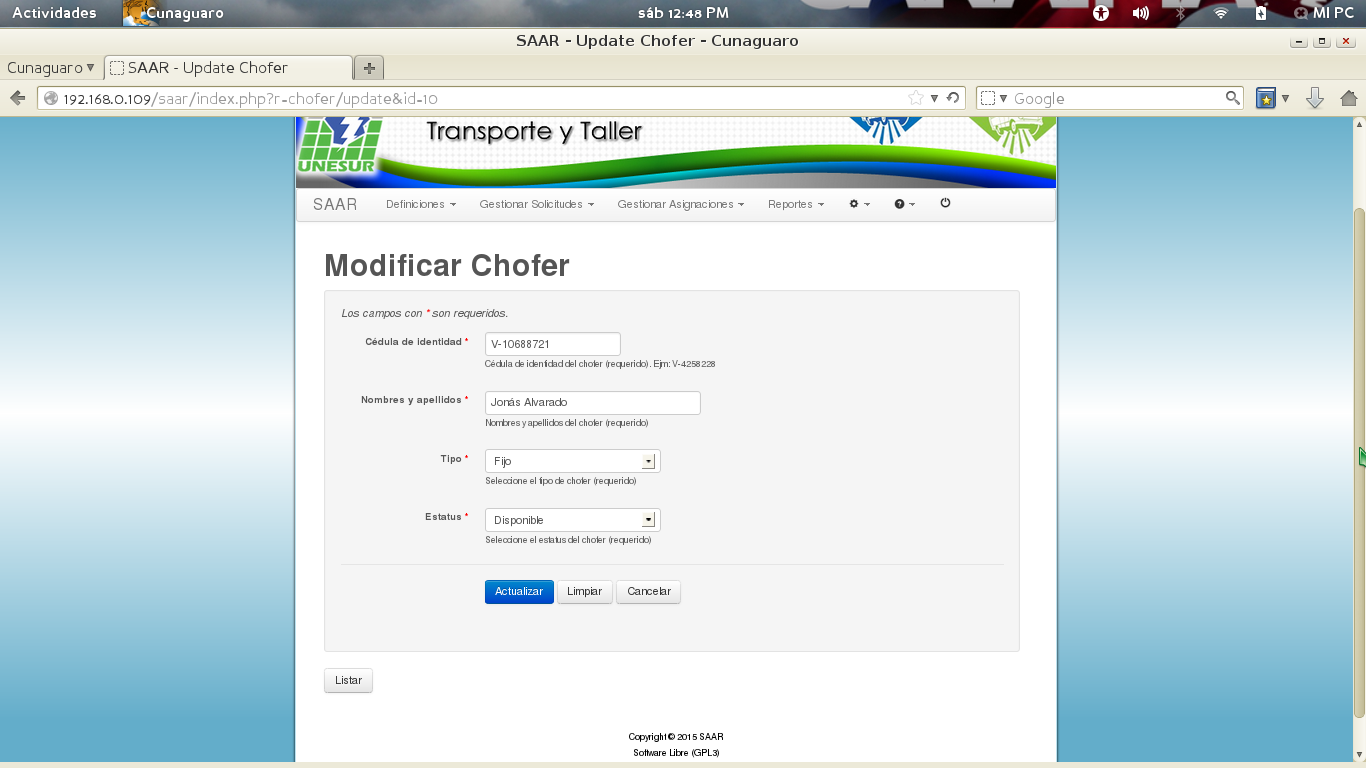 Actividades Cunaguaro sáb 12:48 PM MI PC
SAAR - Update Chofer - Cunaguaro
Cunaguaro SAAR - Update Chofer
192.168.0.109/saar/index.php?r=chofer/update&id=10 Google
UNESUR
Transporte y Taller
SAAR Definiciones Gestionar Solicitudes Gestionar Asignaciones Reportes
Modificar Chofer
Los campos con * son requeridos.
Cédula de identidad * V-10688721
Cédula de identidad del chofer (requerido). Ejm: V-4258228
Nombres y apellidos * Jonás Alvarado
Nombres y apellidos del chofer (requerido)
Tipo * Fijo
Seleccione el tipo de chofer (requerido)
Estatus * Disponible
Seleccione el estatus del chofer (requerido)
Actualizar Limpiar Cancelar
Listar
Copyright © 2015 SAAR
Software Libre (GPL3)